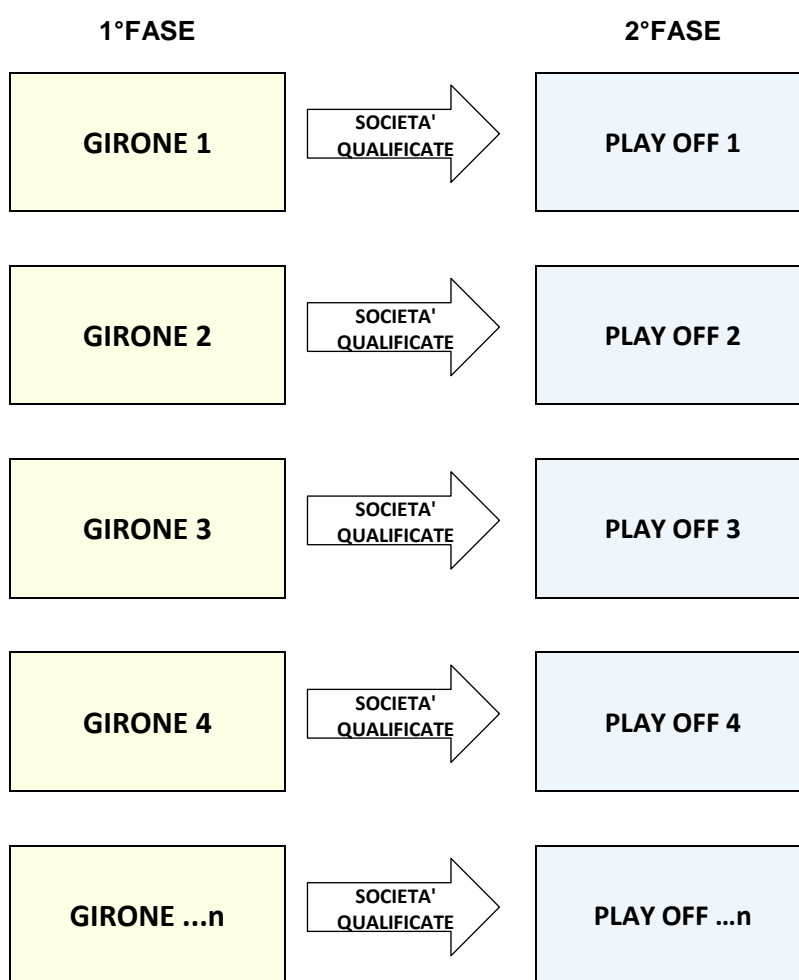 1°FASE
2°FASE
GIRONE 1
SOCIETA'
QUALIFICATE
PLAY OFF 1
GIRONE 2
SOCIETA'
QUALIFICATE
PLAY OFF 2
GIRONE 3
SOCIETA'
QUALIFICATE
PLAY OFF 3
GIRONE 4
SOCIETA'
QUALIFICATE
PLAY OFF 4
GIRONE ...n
SOCIETA'
QUALIFICATE
PLAY OFF ...n